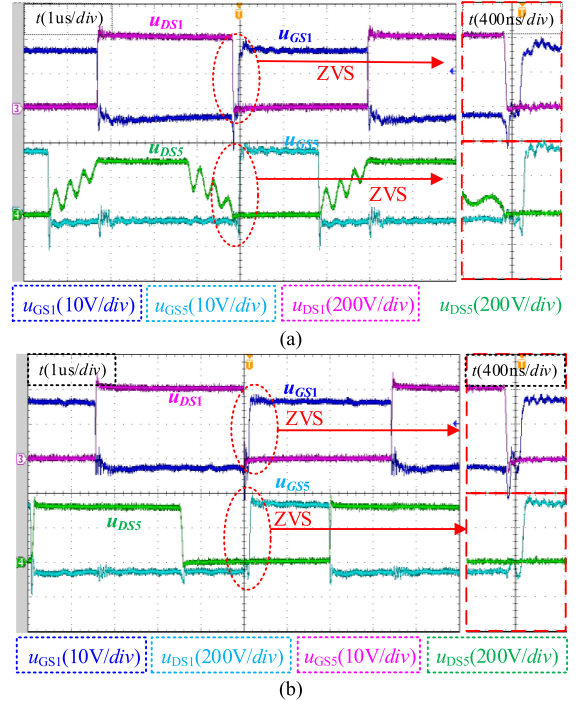 t(1us/div) uDS1 uGS1 t(400ns/div)
T T
ZVS
3
uDS5 uGS5
ZVS
4
uGS1(10V/div) uGS5(10V/div) uDS1(200V/div) uDS5(200V/div)
(a)
T T
t(1us/div) uDS1 uGS1 t(400ns/div)
ZVS
3
uGS5
uDS5 ZVS
4
uGS1(10V/div) uDS1(200V/div) uGS5(10V/div) uDS5(200V/div)
(b)